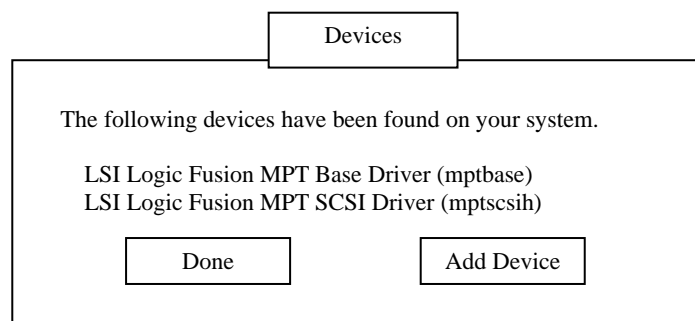 Devices
The following devices have been found on your system.
LSI Logic Fusion MPT Base Driver (mptbase)
LSI Logic Fusion MPT SCSI Driver (mptscsih)
Done
Add Device